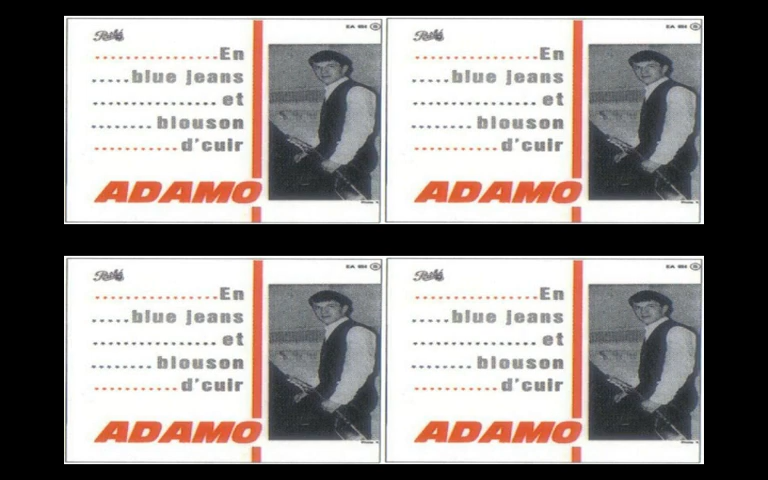 Pathé
...............En
.....blue jeans
................et
........blouson
..........d'cuir
ADAMO
Pathé
...............En
.....blue jeans
................et
........blouson
..........d'cuir
ADAMO
Pathé
...............En
.....blue jeans
................et
........blouson
..........d'cuir
ADAMO
Pathé
...............En
.....blue jeans
................et
........blouson
..........d'cuir
ADAMO